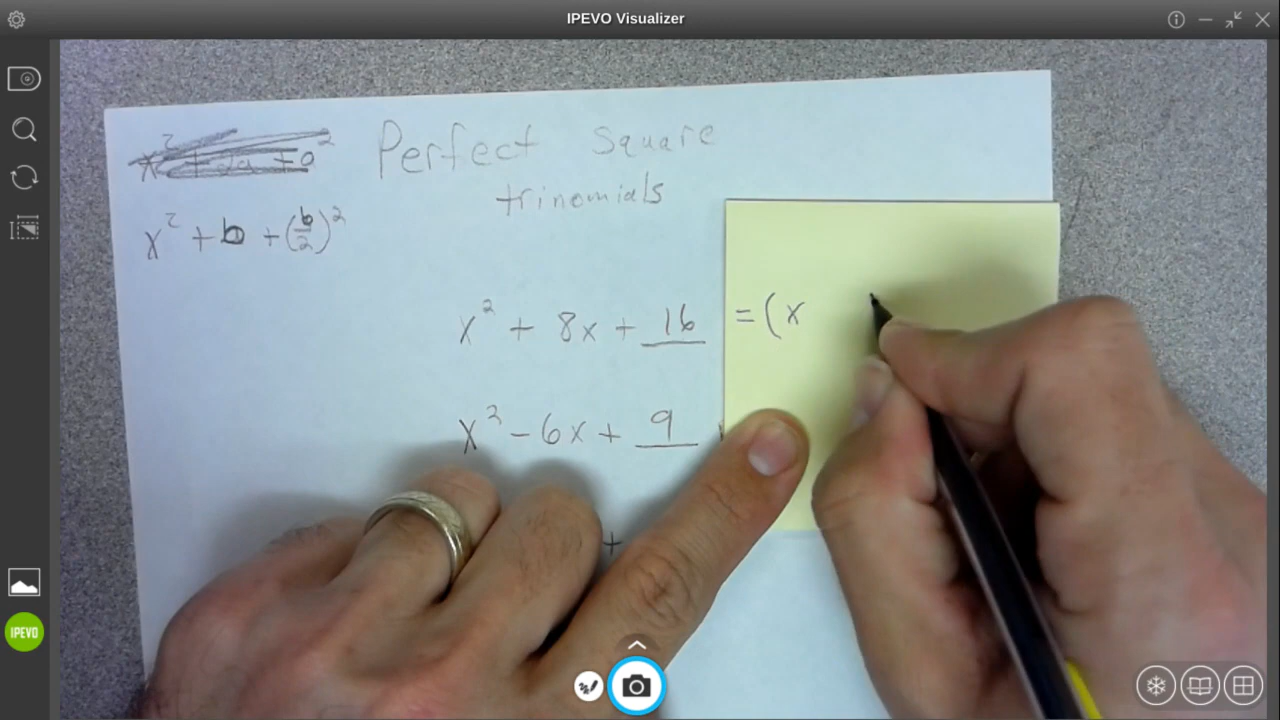 IPEVO Visualizer
Perfect Square
trinomials
x² + b + (b/2)²
x² + 8x + 16 = (x
x² - 6x + 9
+
IPEVO